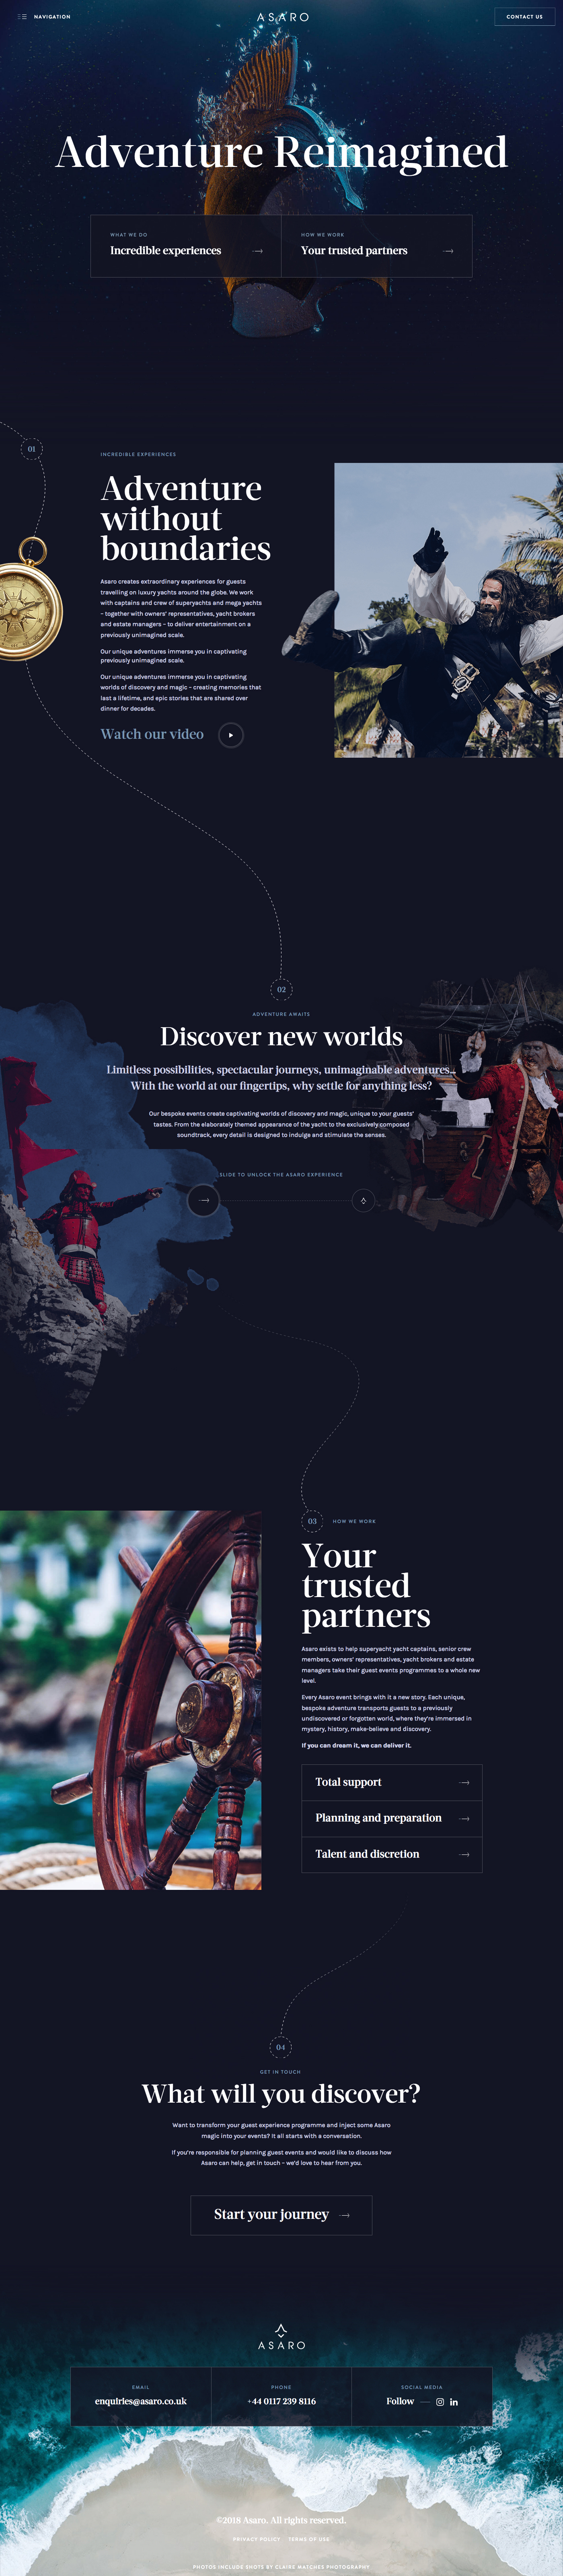 NAVIGATION
ASARO
CONTACT US
Adventure Reimagined
WHAT WE DO
Incredible experiences
HOW WE WORK
Your trusted partners
01
INCREDIBLE EXPERIENCES
Adventure
without
boundaries
Asaro creates extraordinary experiences for guests
travelling on luxury yachts around the globe. We work
with captains and crew of superyachts and mega yachts
– together with owners' representatives, yacht brokers
and estate managers – to deliver entertainment on a
previously unimagined scale.
Our unique adventures immerse you in captivating
previously unimagined scale.
Our unique adventures immerse you in captivating
worlds of discovery and magic – creating memories that
last a lifetime, and epic stories that are shared over
dinner for decades.
Watch our video
02
ADVENTURE AWAITS
Discover new worlds
Limitless possibilities, spectacular journeys, unimaginable adventures...
With the world at our fingertips, why settle for anything less?
Our bespoke events create captivating worlds of discovery and magic, unique to your guests'
tastes. From the elaborately themed appearance of the yacht to the exclusively composed
soundtrack, every detail is designed to indulge and stimulate the senses.
SLIDE TO UNLOCK THE ASARO EXPERIENCE
03
HOW WE WORK
Your
trusted
partners
Asaro exists to help superyacht yacht captains, senior crew
members, owners' representatives, yacht brokers and estate
managers take their guest events programmes to a whole new
level.
Every Asaro event brings with it a new story. Each unique,
bespoke adventure transports guests to a previously
undiscovered or forgotten world, where they're immersed in
mystery, history, make-believe and discovery.
If you can dream it, we can deliver it.
Total support
Planning and preparation
Talent and discretion
04
GET IN TOUCH
What will you discover?
Want to transform your guest experience programme and inject some Asaro
magic into your events? It all starts with a conversation.
If you're responsible for planning guest events and would like to discuss how
Asaro can help, get in touch – we'd love to hear from you.
Start your journey
ASARO
EMAIL
enquiries@asaro.co.uk
PHONE
+44 0117 239 8116
SOCIAL MEDIA
Follow
©2018 Asaro. All rights reserved.
PRIVACY POLICY TERMS OF USE
PHOTOS INCLUDE SHOTS BY CLAIRE MATCHES PHOTOGRAPHY